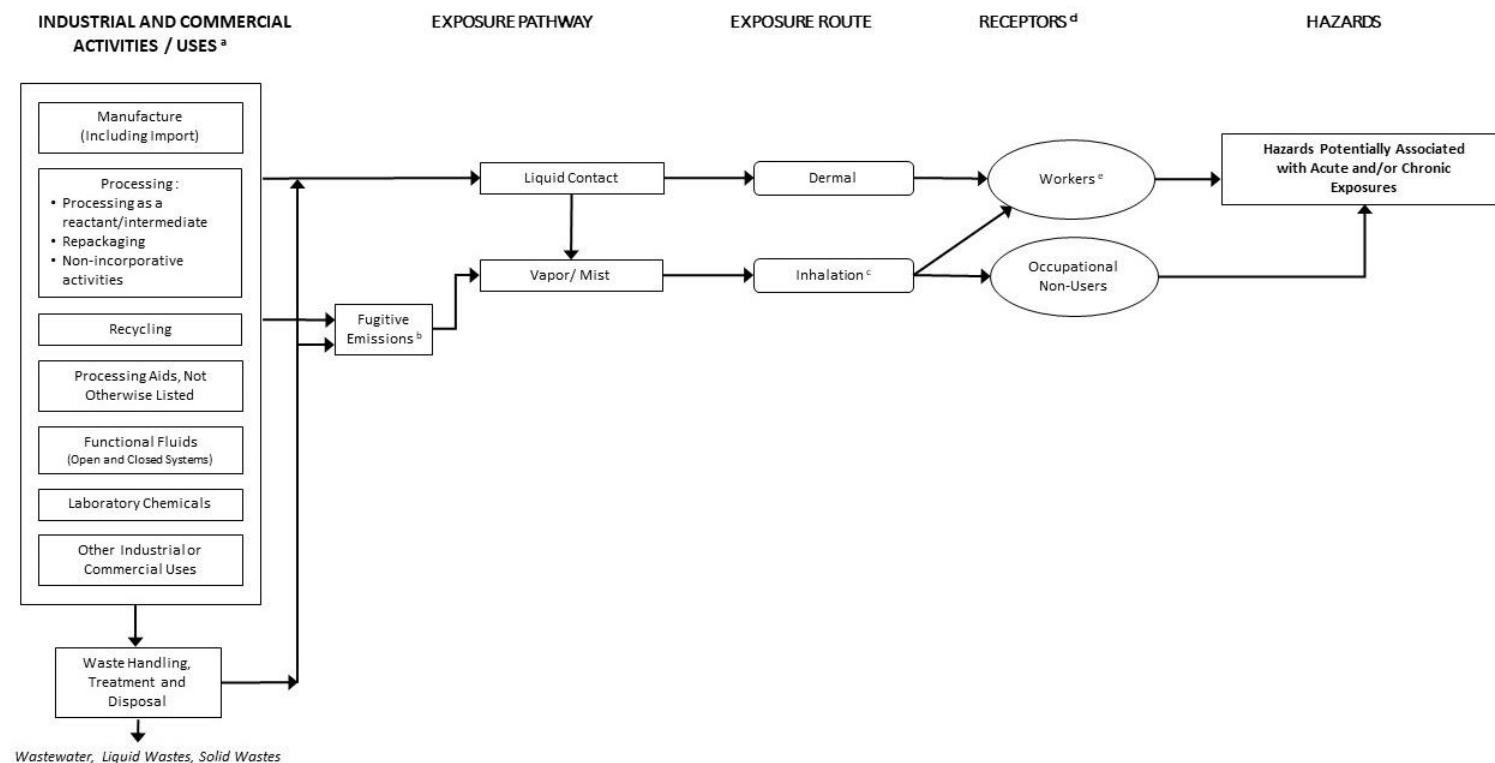 INDUSTRIAL AND COMMERCIAL
ACTIVITIES / USES a
EXPOSURE PATHWAY
EXPOSURE ROUTE
RECEPTORS d
HAZARDS
Manufacture
(Including Import)
Processing :
• Processing as a
reactant/intermediate
• Repackaging
• Non-incorporative
activities
Recycling
Processing Aids, Not
Otherwise Listed
Functional Fluids
(Open and Closed Systems)
Laboratory Chemicals
Other Industrial or
Commercial Uses
Waste Handling,
Treatment and
Disposal
Wastewater, Liquid Wastes, Solid Wastes
Liquid Contact
Vapor/ Mist
Fugitive
Emissions b
Dermal
Inhalation c
Workers e
Occupational
Non-Users
Hazards Potentially Associated
with Acute and/or Chronic
Exposures